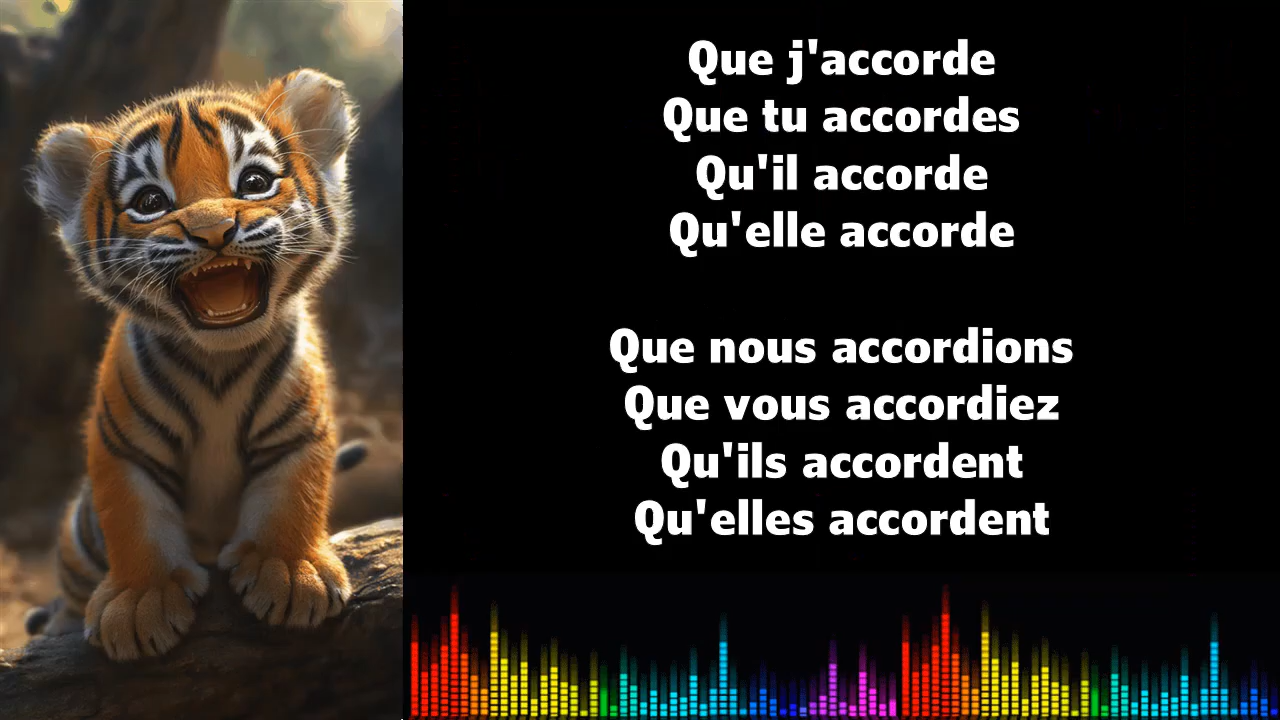 Que j'accorde
Que tu accordes
Qu'il accorde
Qu'elle accorde
Que nous accordions
Que vous accordiez
Qu'ils accordent
Qu'elles accordent